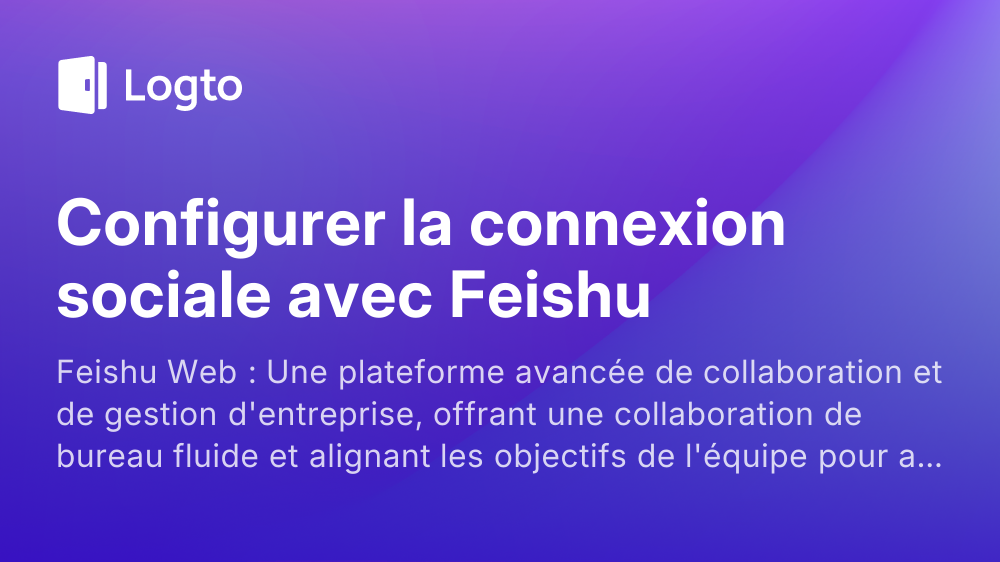 Logto
Configurer la connexion
sociale avec Feishu
Feishu Web : Une plateforme avancée de collaboration et
de gestion d'entreprise, offrant une collaboration de
bureau fluide et alignant les objectifs de l'équipe pour a...